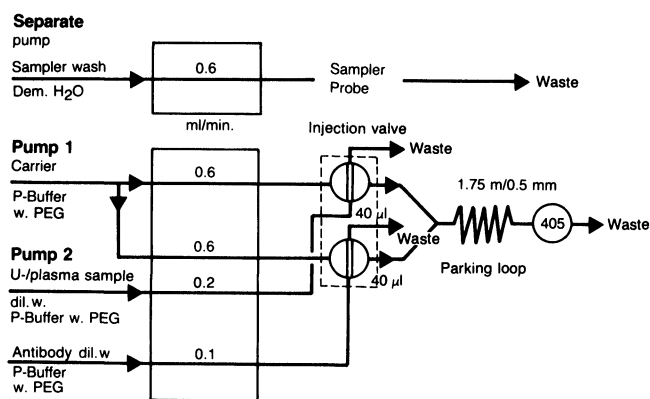 Separate
pump
Sampler wash
Dem. H2O
0.6
Sampler
Probe
Waste
ml/min.
Injection valve
Pump 1
Carrier
P-Buffer
w. PEG
0.6
Waste
40 µl
1.75 m/0.5 mm
405
Waste
Parking loop
Pump 2
U-/plasma sample
dil. w.
P-Buffer w. PEG
0.6
0.2
Waste
40 µl
Antibody dil. w
P-Buffer
w. PEG
0.1